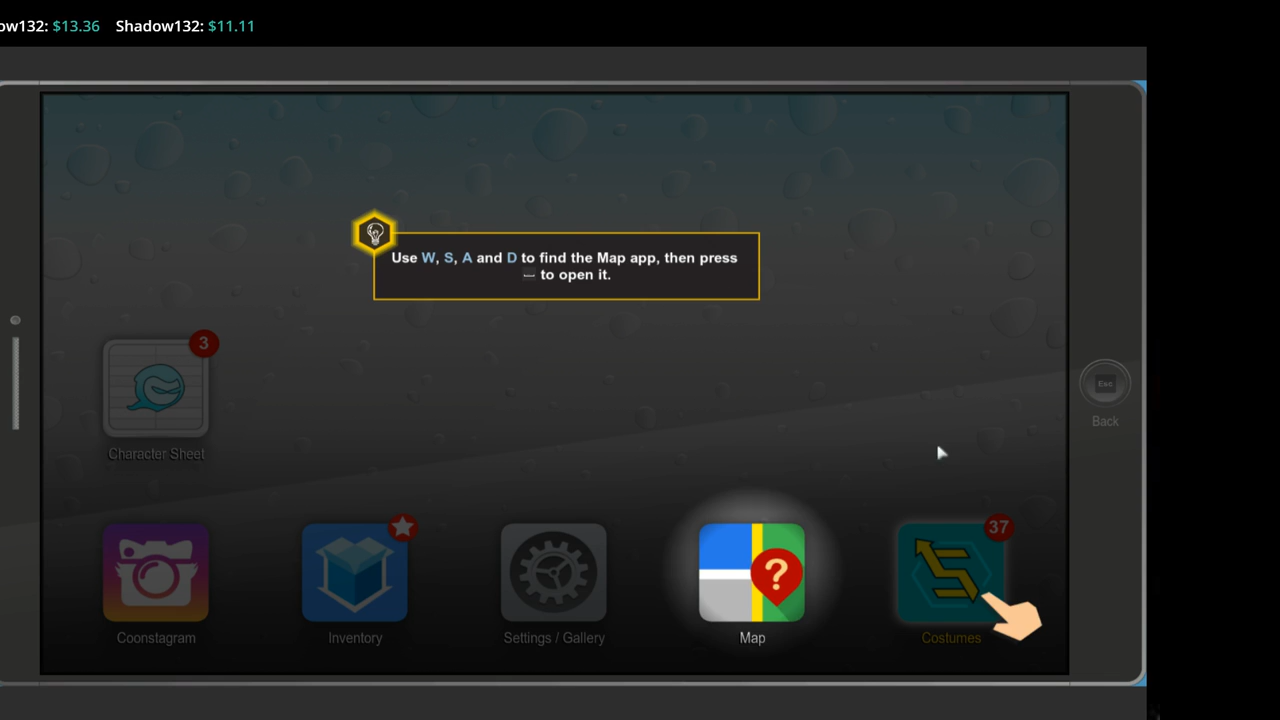 ow132: $13.36 Shadow132: $11.11
Use W, S, A and D to find the Map app, then press
to open it.
3
Character Sheet
Esc
Back
37
?
Coonstagram
Inventory
Settings / Gallery
Map
Costumes